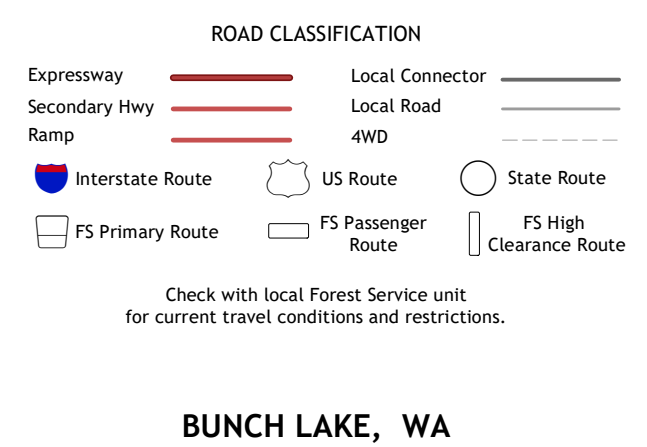 ROAD CLASSIFICATION
Expressway
Local Connector
Secondary Hwy
Local Road
Ramp
4WD
Interstate Route
US Route
State Route
FS Primary Route
FS Passenger
Route
FS High
Clearance Route
Check with local Forest Service unit
for current travel conditions and restrictions.
BUNCH LAKE, WA